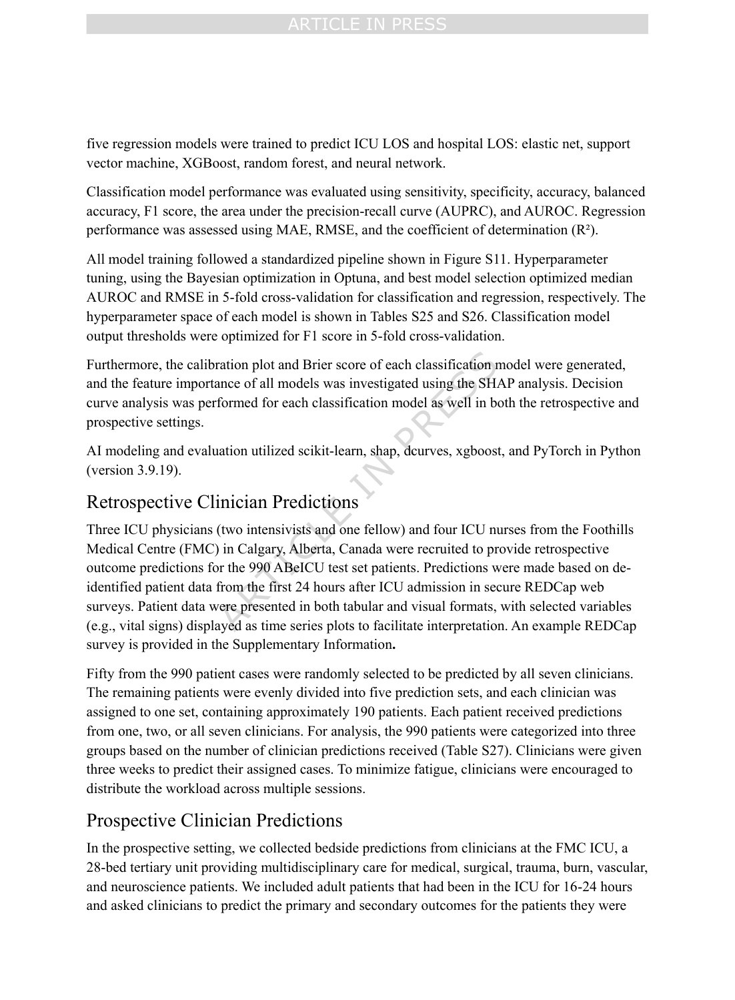 ARTICLE IN PRESS
five regression models were trained to predict ICU LOS and hospital LOS: elastic net, support
vector machine, XGBoost, random forest, and neural network.
Classification model performance was evaluated using sensitivity, specificity, accuracy, balanced
accuracy, F1 score, the area under the precision-recall curve (AUPRC), and AUROC. Regression
performance was assessed using MAE, RMSE, and the coefficient of determination (R²).
All model training followed a standardized pipeline shown in Figure S11. Hyperparameter
tuning, using the Bayesian optimization in Optuna, and best model selection optimized median
AUROC and RMSE in 5-fold cross-validation for classification and regression, respectively. The
hyperparameter space of each model is shown in Tables S25 and S26. Classification model
output thresholds were optimized for F1 score in 5-fold cross-validation.
Furthermore, the calibration plot and Brier score of each classification model were generated,
and the feature importance of all models was investigated using the SHAP analysis. Decision
curve analysis was performed for each classification model as well in both the retrospective and
prospective settings.
AI modeling and evaluation utilized scikit-learn, shap, dcurves, xgboost, and PyTorch in Python
(version 3.9.19).
Retrospective Clinician Predictions
Three ICU physicians (two intensivists and one fellow) and four ICU nurses from the Foothills
Medical Centre (FMC) in Calgary, Alberta, Canada were recruited to provide retrospective
outcome predictions for the 990 ABeICU test set patients. Predictions were made based on de-
identified patient data from the first 24 hours after ICU admission in secure REDCap web
surveys. Patient data were presented in both tabular and visual formats, with selected variables
(e.g., vital signs) displayed as time series plots to facilitate interpretation. An example REDCap
survey is provided in the Supplementary Information.
Fifty from the 990 patient cases were randomly selected to be predicted by all seven clinicians.
The remaining patients were evenly divided into five prediction sets, and each clinician was
assigned to one set, containing approximately 190 patients. Each patient received predictions
from one, two, or all seven clinicians. For analysis, the 990 patients were categorized into three
groups based on the number of clinician predictions received (Table S27). Clinicians were given
three weeks to predict their assigned cases. To minimize fatigue, clinicians were encouraged to
distribute the workload across multiple sessions.
Prospective Clinician Predictions
In the prospective setting, we collected bedside predictions from clinicians at the FMC ICU, a
28-bed tertiary unit providing multidisciplinary care for medical, surgical, trauma, burn, vascular,
and neuroscience patients. We included adult patients that had been in the ICU for 16-24 hours
and asked clinicians to predict the primary and secondary outcomes for the patients they were
ARTICLE IN PRESS